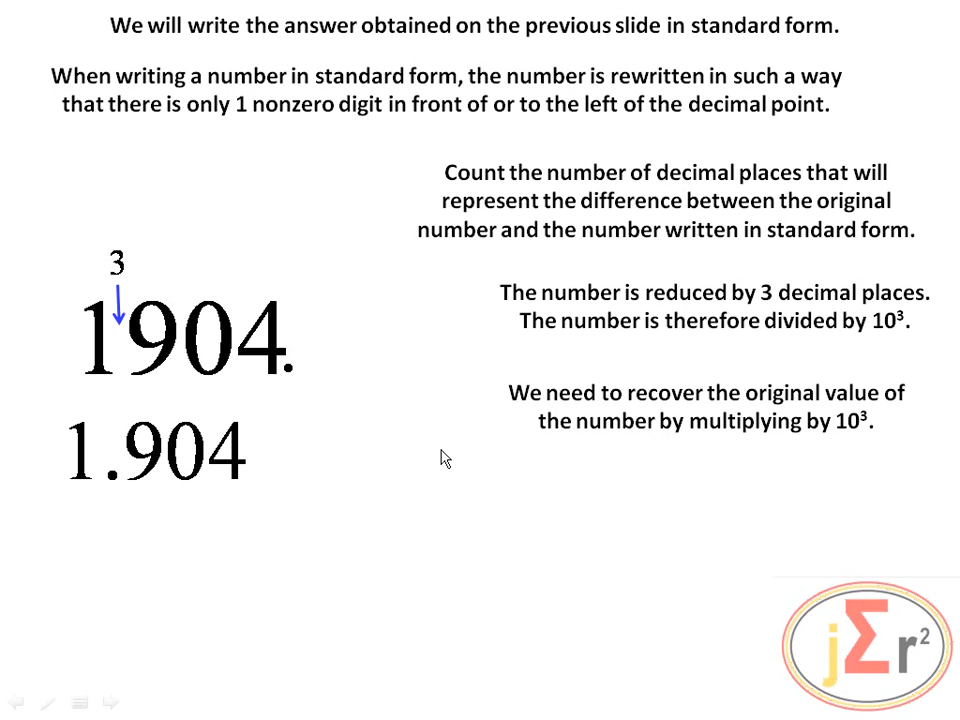 We will write the answer obtained on the previous slide in standard form.
When writing a number in standard form, the number is rewritten in such a way
that there is only 1 nonzero digit in front of or to the left of the decimal point.
Count the number of decimal places that will
represent the difference between the original
number and the number written in standard form.
3
1904.
1.904
The number is reduced by 3 decimal places.
The number is therefore divided by 10³.
We need to recover the original value of
the number by multiplying by 10³.
jΣr²